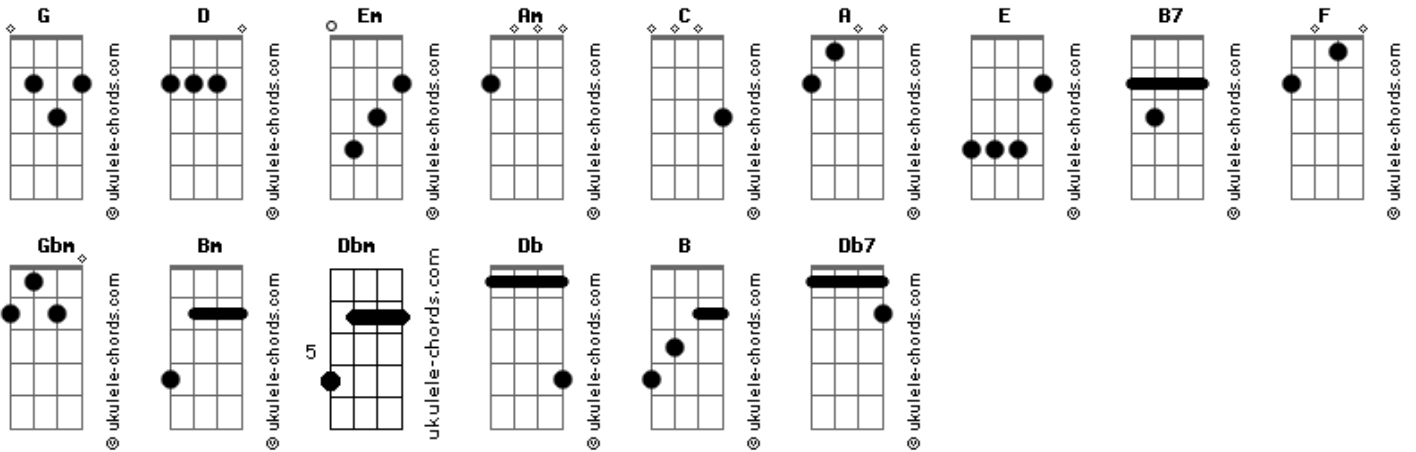 G D Em Am C A E B7 F
© ukulele-chords.com © ukulele-chords.com © ukulele-chords.com © ukulele-chords.com © ukulele-chords.com © ukulele-chords.com © ukulele-chords.com © ukulele-chords.com © ukulele-chords.com
Gbm Bm Dbm Db B Db7
5
© ukulele-chords.com © ukulele-chords.com ukulele-chords.com © ukulele-chords.com © ukulele-chords.com © ukulele-chords.com